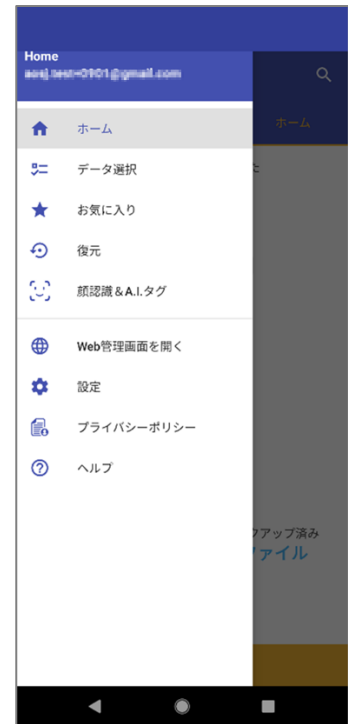 Home
ホーム
ホーム
データ選択
お気に入り
復元
顔認識&A.I.タグ
Web管理画面を開く
設定
プライバシーポリシー
ヘルプ
クアップ済み
ファイル